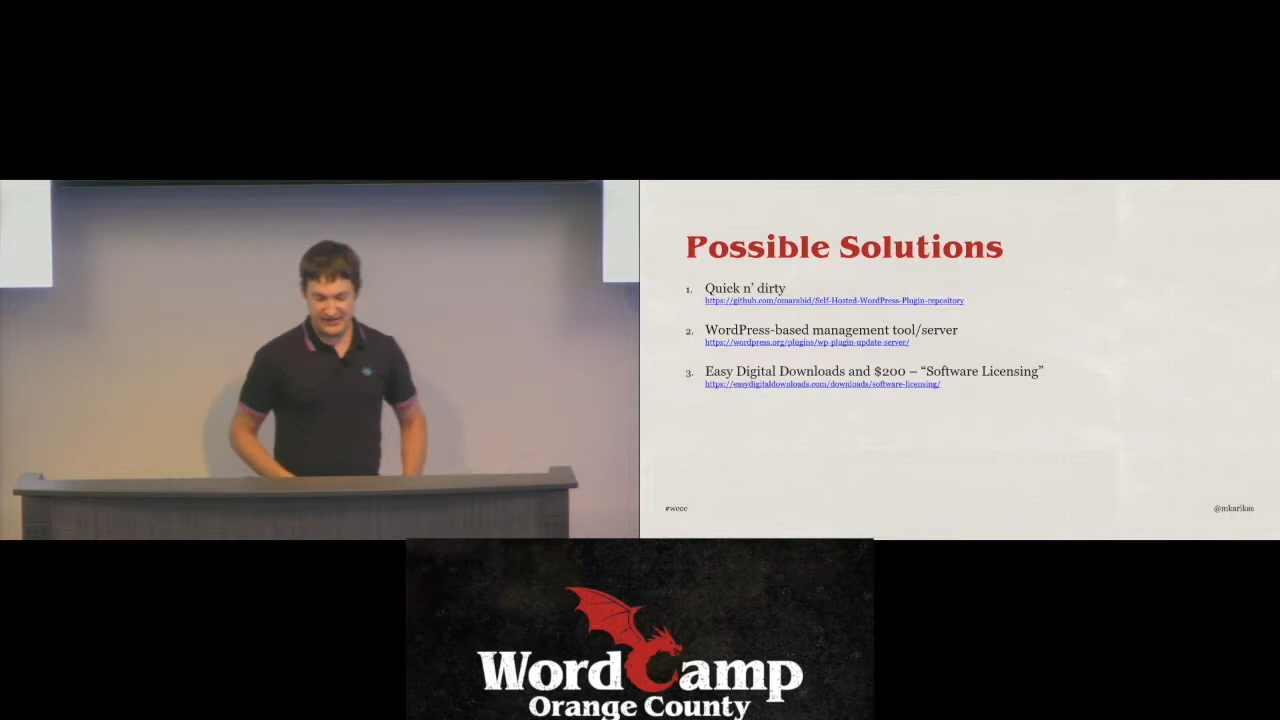 Possible Solutions
1. Quick n' dirty
https://github.com/omarabid/Self-Hosted-WordPress-Plugin-repository
2. WordPress-based management tool/server
https://wordpress.org/plugins/wp-plugin-update-server/
3. Easy Digital Downloads and $200 – “Software Licensing”
https://easydigitaldownloads.com/downloads/software-licensing/
#wcoc
@mkarikas
WordCamp
Orange County